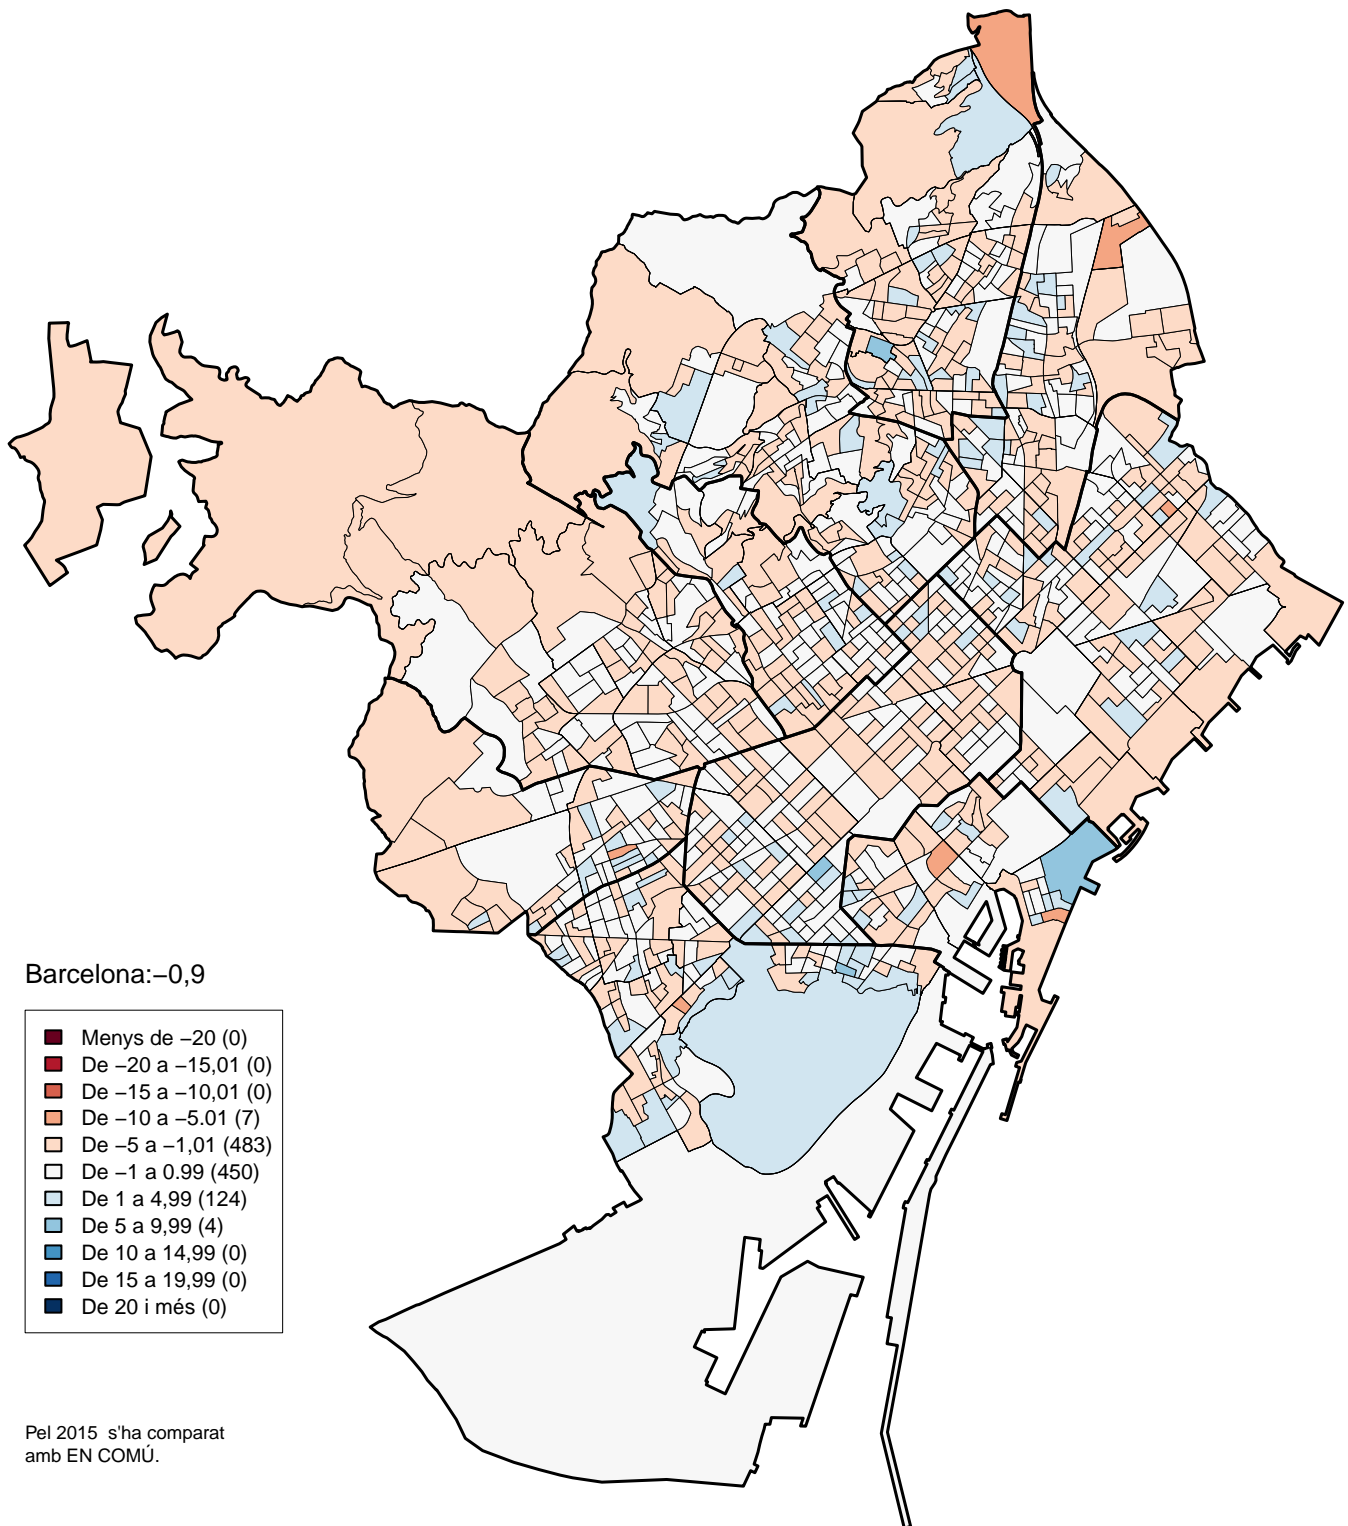 Barcelona:−0,9
Menys de −20 (0)
De −20 a −15,01 (0)
De −15 a −10,01 (0)
De −10 a −5.01 (7)
De −5 a −1,01 (483)
De −1 a 0.99 (450)
De 1 a 4,99 (124)
De 5 a 9,99 (4)
De 10 a 14,99 (0)
De 15 a 19,99 (0)
De 20 i més (0)
Pel 2015  s'ha comparat
amb EN COMÚ.